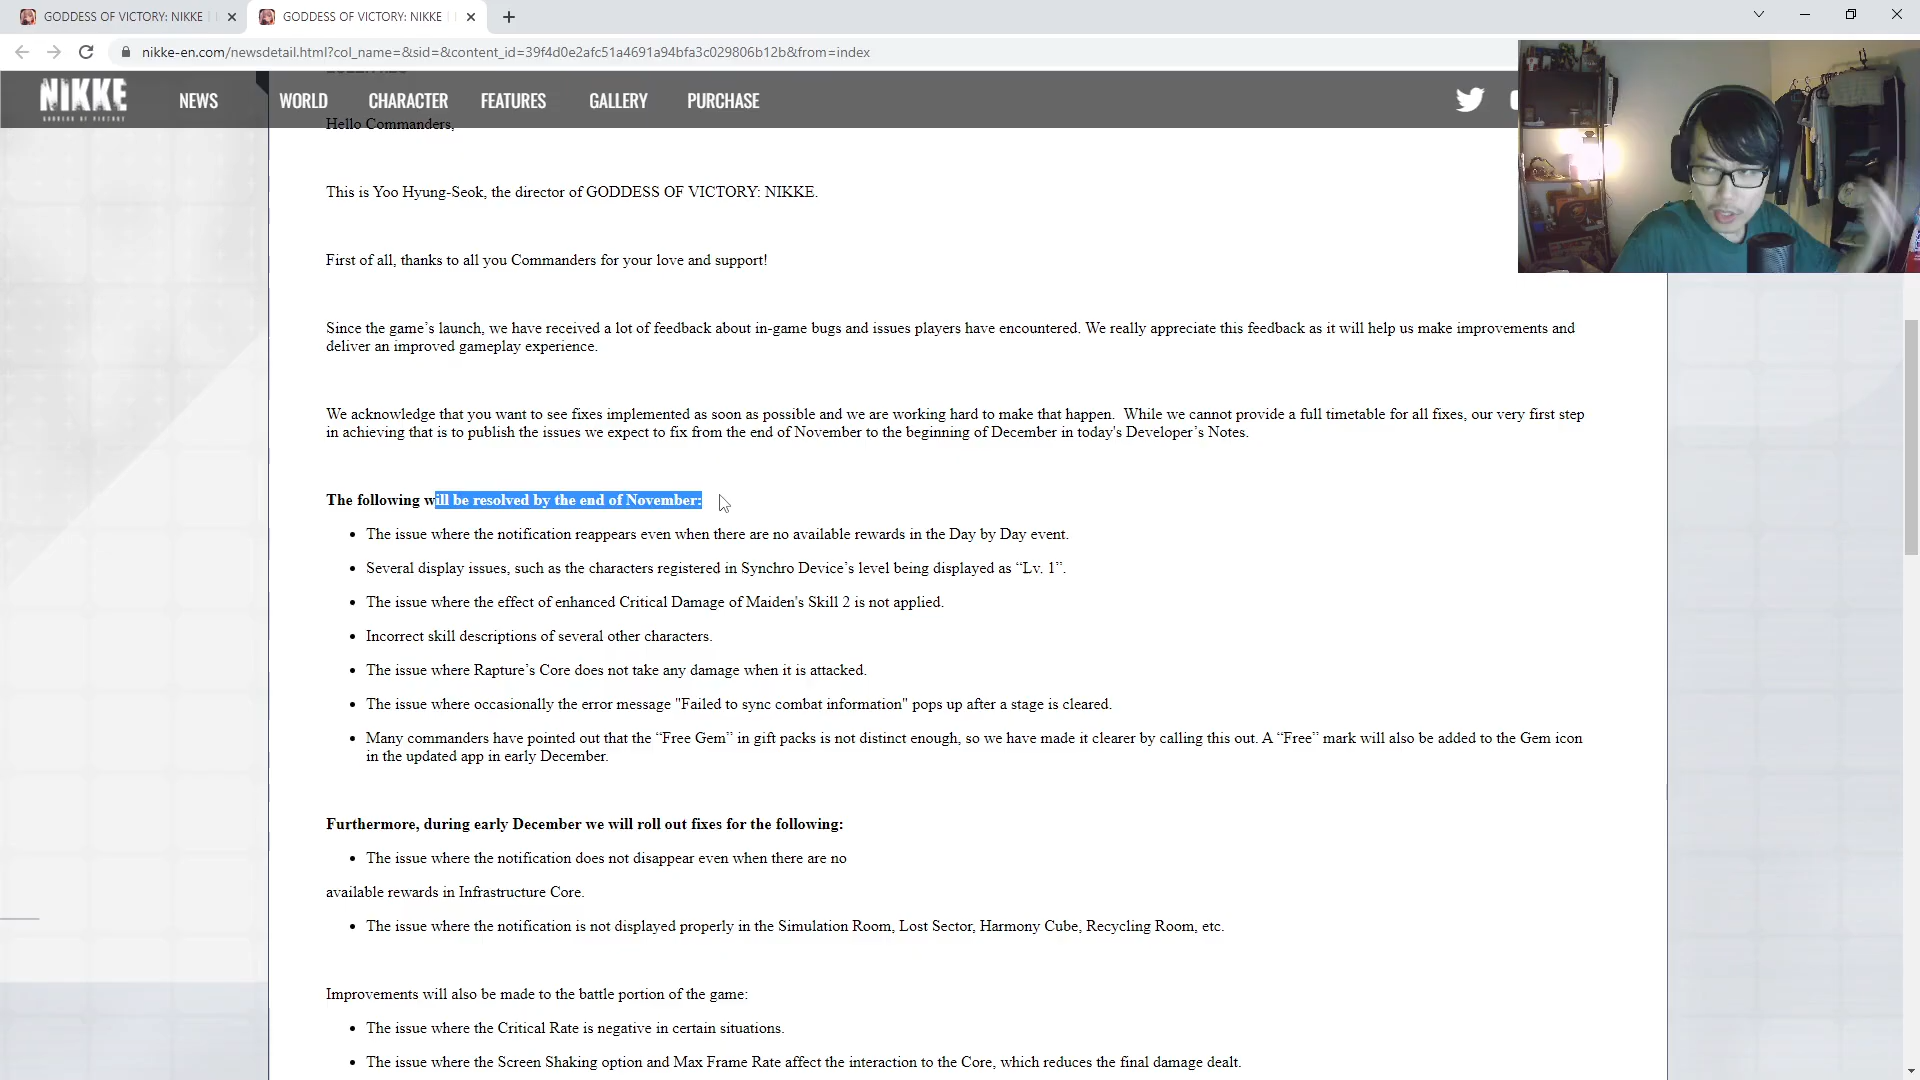 GODDESS OF VICTORY: NIKKE
GODDESS OF VICTORY: NIKKE
nikke-en.com/newsdetail.html?col_name=&sid=&content_id=39f4d0e2afc51a4691a94bfa3c029806b12b&from=index
NIKKE
GODDESS OF VICTORY
NEWS
WORLD
CHARACTER
FEATURES
GALLERY
PURCHASE
Hello Commanders,
This is Yoo Hyung-Seok, the director of GODDESS OF VICTORY: NIKKE.
First of all, thanks to all you Commanders for your love and support!
Since the game’s launch, we have received a lot of feedback about in-game bugs and issues players have encountered. We really appreciate this feedback as it will help us make improvements and
deliver an improved gameplay experience.
We acknowledge that you want to see fixes implemented as soon as possible and we are working hard to make that happen.  While we cannot provide a full timetable for all fixes, our very first step
in achieving that is to publish the issues we expect to fix from the end of November to the beginning of December in today's Developer’s Notes.
The following will be resolved by the end of November:
• The issue where the notification reappears even when there are no available rewards in the Day by Day event.
• Several display issues, such as the characters registered in Synchro Device’s level being displayed as “Lv. 1”.
• The issue where the effect of enhanced Critical Damage of Maiden's Skill 2 is not applied.
• Incorrect skill descriptions of several other characters.
• The issue where Rapture’s Core does not take any damage when it is attacked.
• The issue where occasionally the error message "Failed to sync combat information" pops up after a stage is cleared.
• Many commanders have pointed out that the “Free Gem” in gift packs is not distinct enough, so we have made it clearer by calling this out. A “Free” mark will also be added to the Gem icon
in the updated app in early December.
Furthermore, during early December we will roll out fixes for the following:
• The issue where the notification does not disappear even when there are no
available rewards in Infrastructure Core.
• The issue where the notification is not displayed properly in the Simulation Room, Lost Sector, Harmony Cube, Recycling Room, etc.
Improvements will also be made to the battle portion of the game:
• The issue where the Critical Rate is negative in certain situations.
• The issue where the Screen Shaking option and Max Frame Rate affect the interaction to the Core, which reduces the final damage dealt.